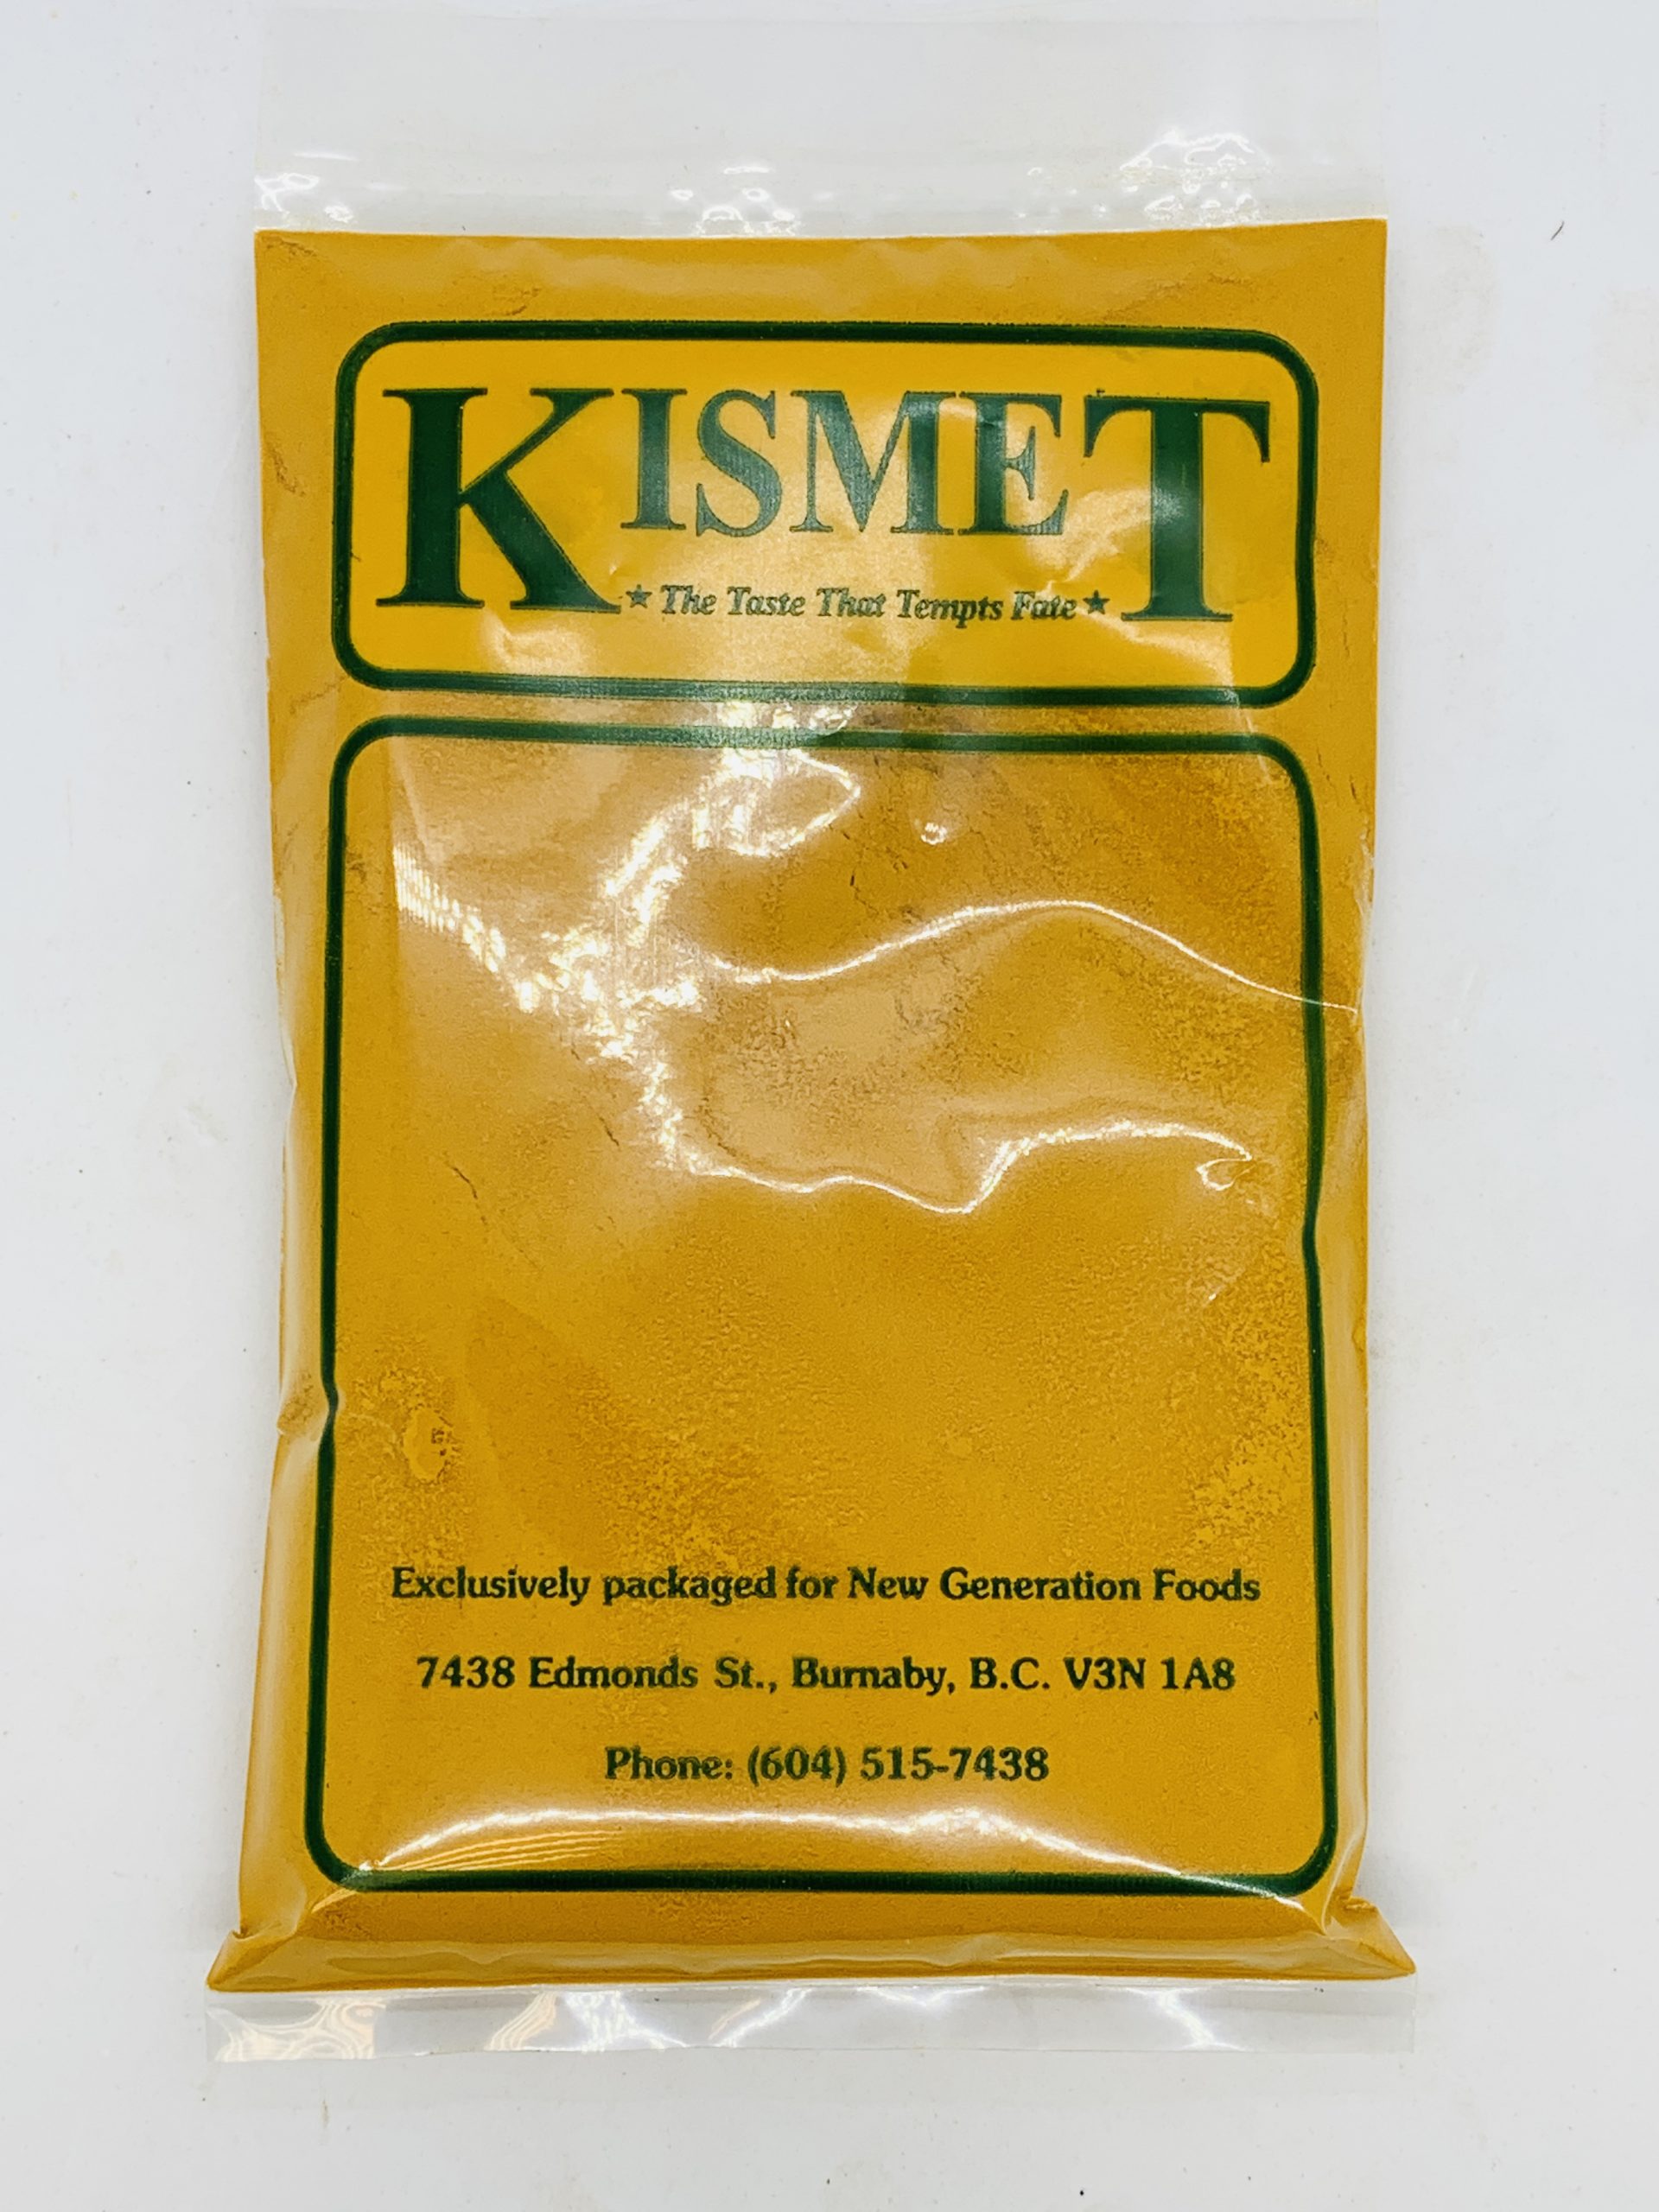 KISMET
★ The Taste That Tempts Fate ★
Exclusively packaged for New Generation Foods
7438 Edmonds St., Burnaby, B.C. V3N 1A8
Phone: (604) 515-7438